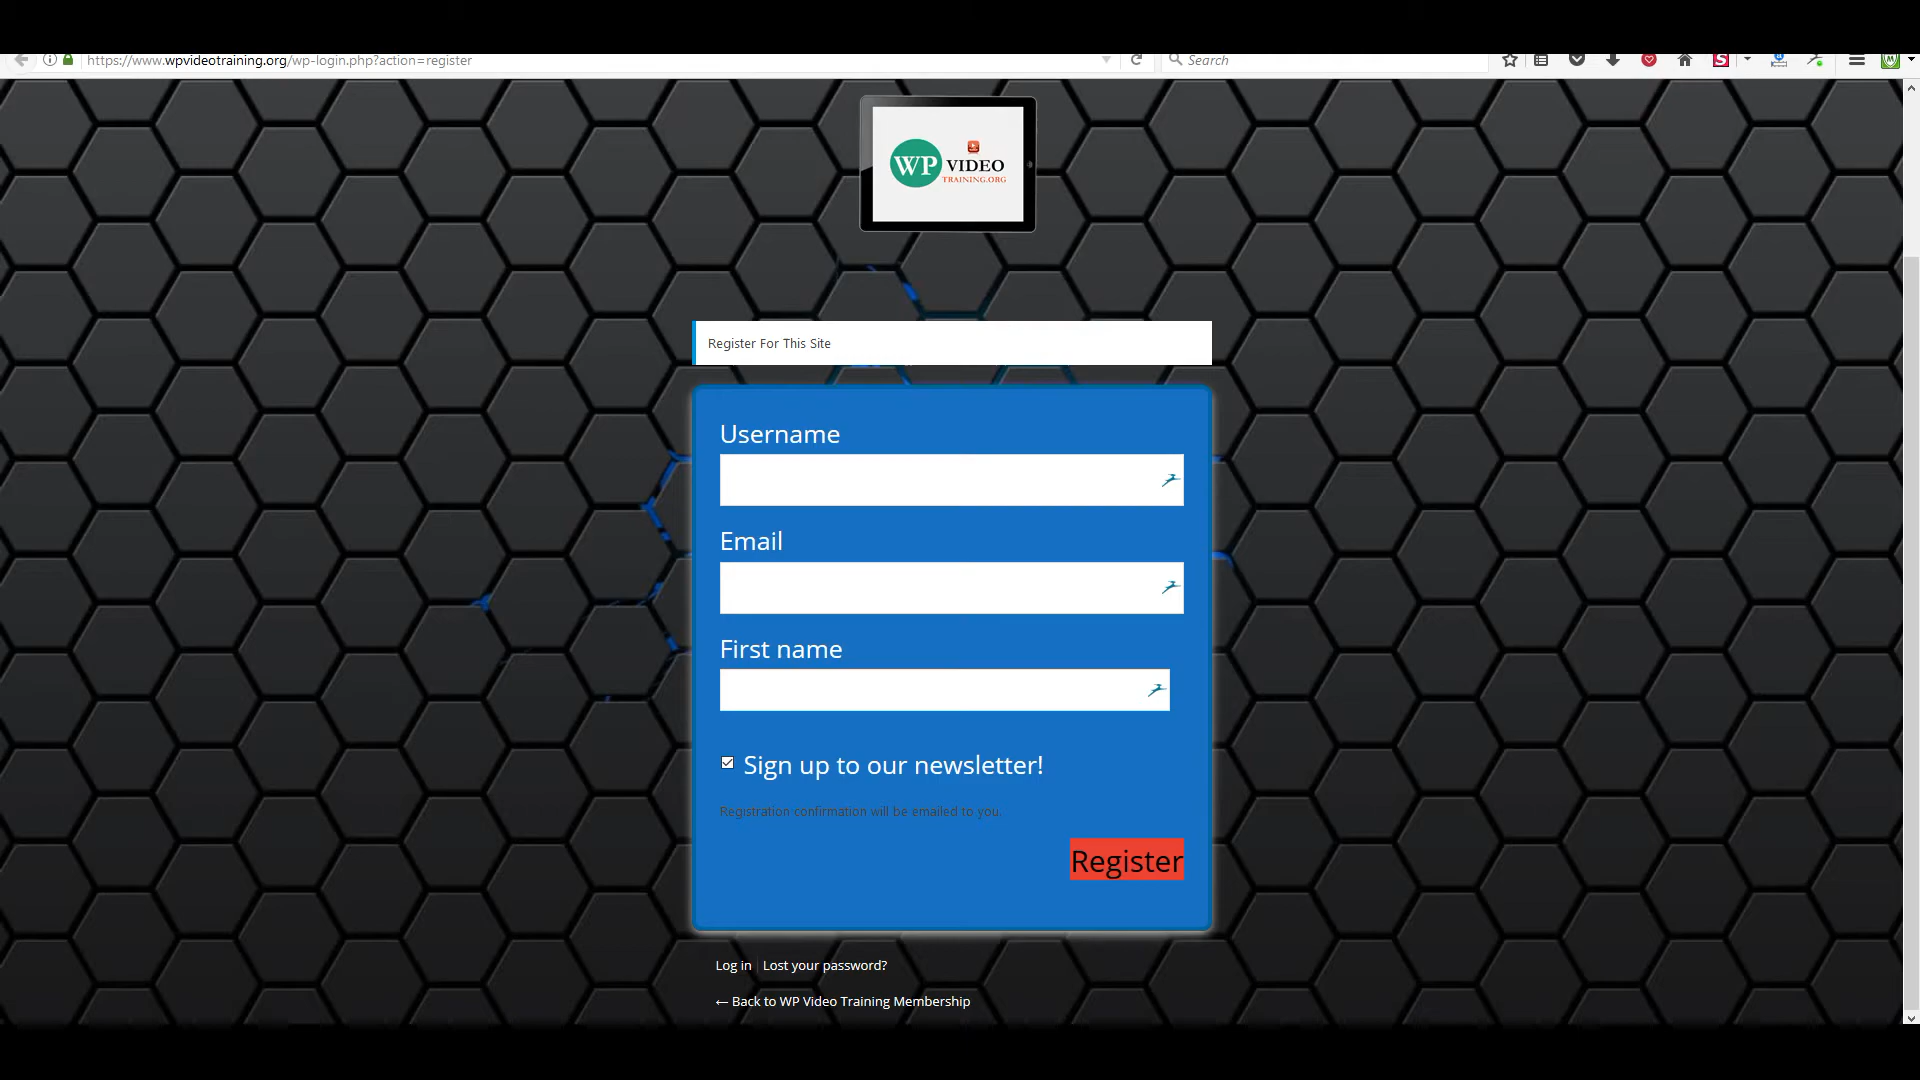 https://www.wpvideotraining.org/wp-login.php?action=register
Search
WP VIDEO
TRAINING.ORG
Register For This Site
Username
Email
First name
Sign up to our newsletter!
Registration confirmation will be emailed to you.
Register
Log in | Lost your password?
← Back to WP Video Training Membership